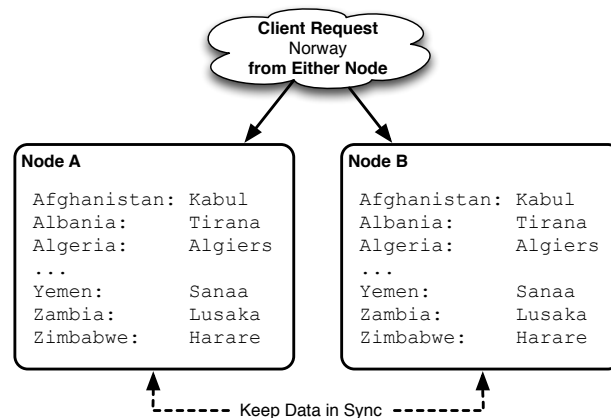 Client Request
Norway
from Either Node
Node A
Afghanistan: Kabul
Albania: Tirana
Algeria: Algiers
...
Yemen: Sanaa
Zambia: Lusaka
Zimbabwe: Harare
Node B
Afghanistan: Kabul
Albania: Tirana
Algeria: Algiers
...
Yemen: Sanaa
Zambia: Lusaka
Zimbabwe: Harare
Keep Data in Sync